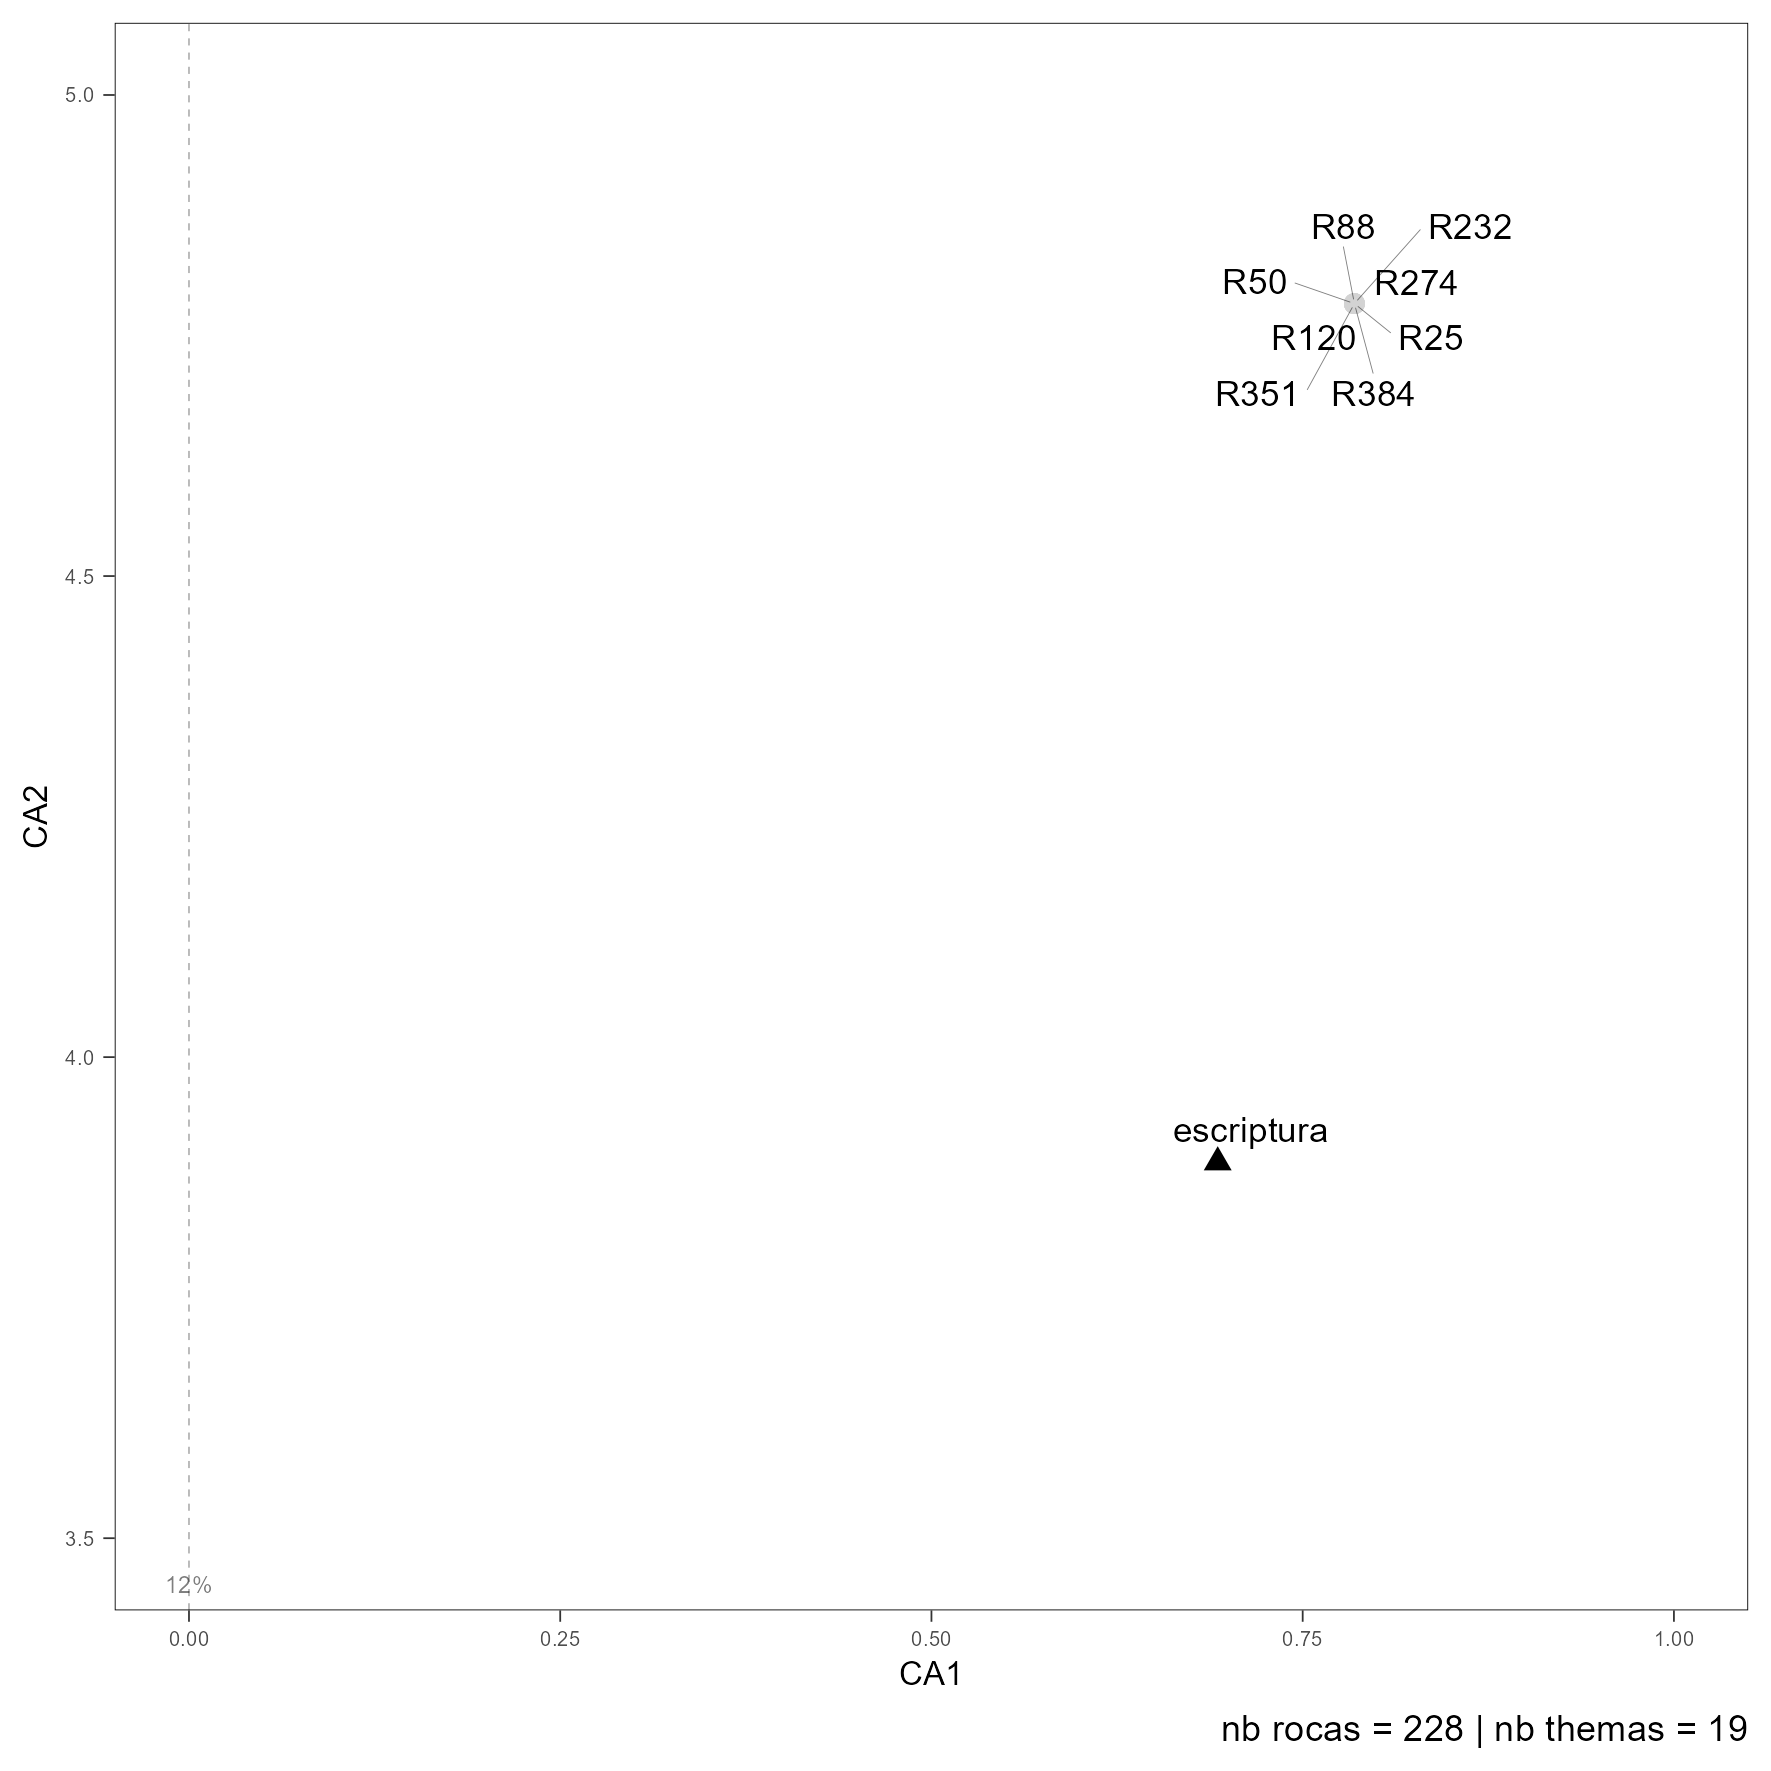 5.0
R88 R232
R50 R274
R120 R25
R351 R384
4.5
CA2
4.0
escriptura
3.5
12%
0.00 0.25 0.50 0.75 1.00
CA1
nb rocas = 228 | nb themas = 19